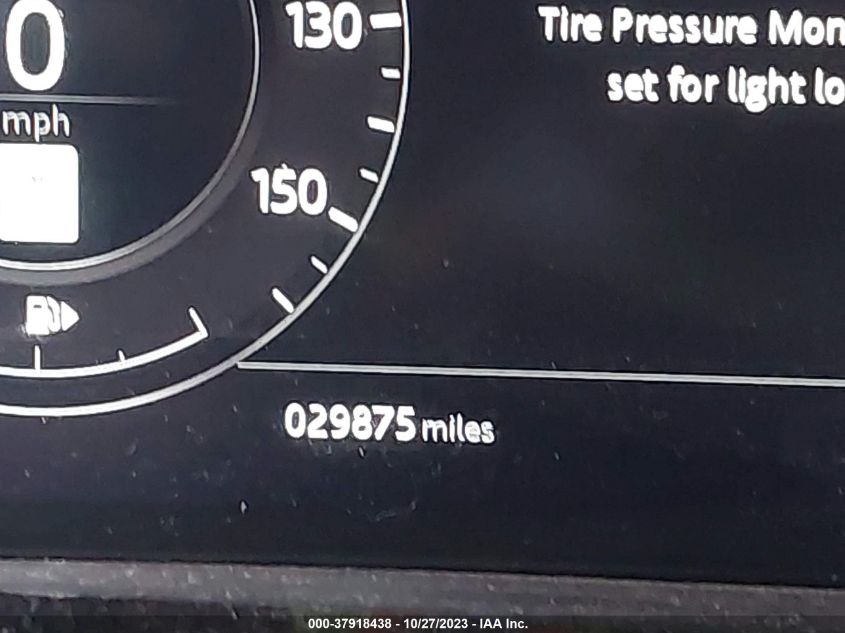 0
130
Tire Pressure Mon
set for light lo
mph
150
029875 miles
000-37918438 - 10/27/2023 - IAA Inc.